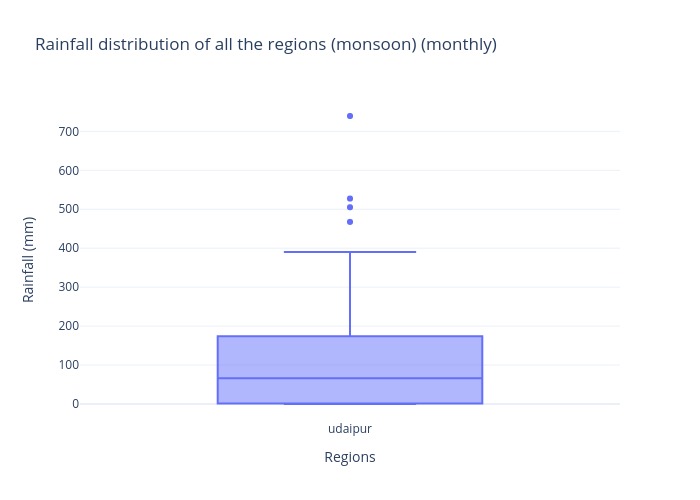 Rainfall distribution of all the regions (monsoon) (monthly)
700
600
500
400
300
200
100
0
Rainfall (mm)
udaipur
Regions